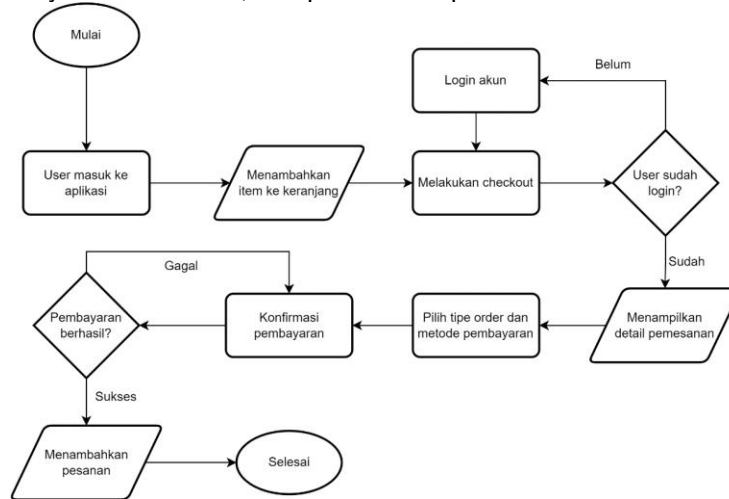 Mulai
Login akun
Belum
User masuk ke
aplikasi
Menambahkan
item ke keranjang
Melakukan checkout
User sudah
login?
Sudah
Gagal
Pembayaran
berhasil?
Konfirmasi
pembayaran
Pilih tipe order dan
metode pembayaran
Menampilkan
detail pemesanan
Sukses
Menambahkan
pesanan
Selesai